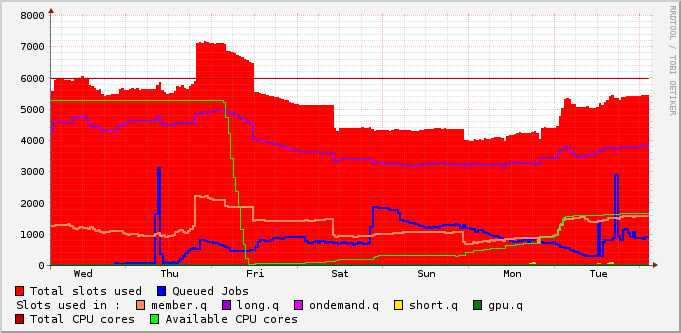 8000
7000
6000
5000
4000
3000
2000
1000
0
Wed Thu Fri Sat Sun Mon Tue
Total slots used Queued Jobs
Slots used in : member.q long.q ondemand.q short.q gpu.q
Total CPU cores Available CPU cores
RRDTOOL / TOBI OETIKER